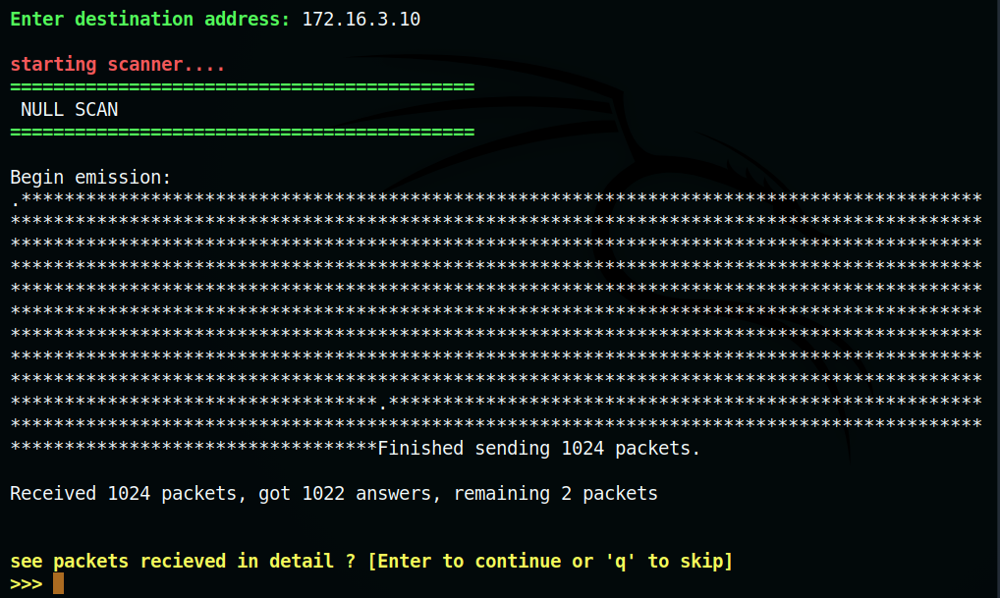 Enter destination address: 172.16.3.10
starting scanner....
===========================================
 NULL SCAN
===========================================
Begin emission:
.*****************************************************************************************
******************************************************************************************
******************************************************************************************
******************************************************************************************
******************************************************************************************
******************************************************************************************
******************************************************************************************
******************************************************************************************
******************************************************************************************
**********************************.*******************************************************
******************************************************************************************
**********************************Finished sending 1024 packets.
Received 1024 packets, got 1022 answers, remaining 2 packets
see packets recieved in detail ? [Enter to continue or 'q' to skip]
>>>